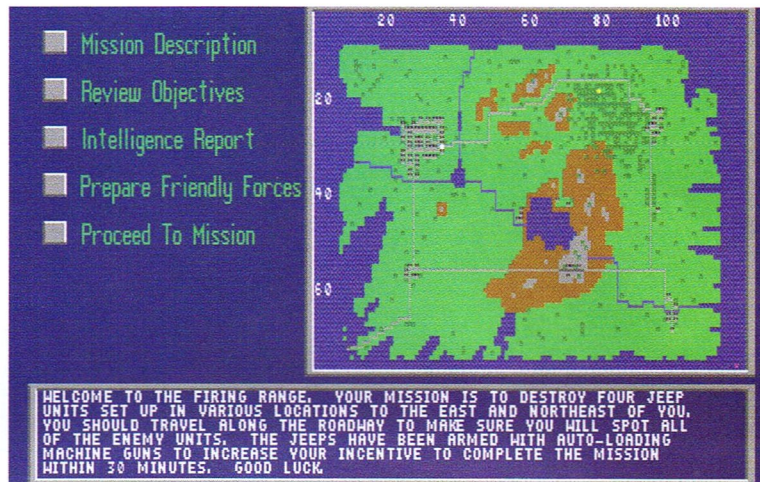 20 40 60 80 100
Mission Description
Review Objectives
20
Intelligence Report
Prepare Friendly Forces
40
Proceed To Mission
60
WELCOME TO THE FIRING RANGE. YOUR MISSION IS TO DESTROY FOUR JEEP
UNITS SET UP IN VARIOUS LOCATIONS TO THE EAST AND NORTHEAST OF YOU.
YOU SHOULD TRAVEL ALONG THE ROADWAY TO MAKE SURE YOU WILL SPOT ALL
OF THE ENEMY UNITS. THE JEEPS HAVE BEEN ARMED WITH AUTO-LOADING
MACHINE GUNS TO INCREASE YOUR INCENTIVE TO COMPLETE THE MISSION
WITHIN 30 MINUTES. GOOD LUCK.